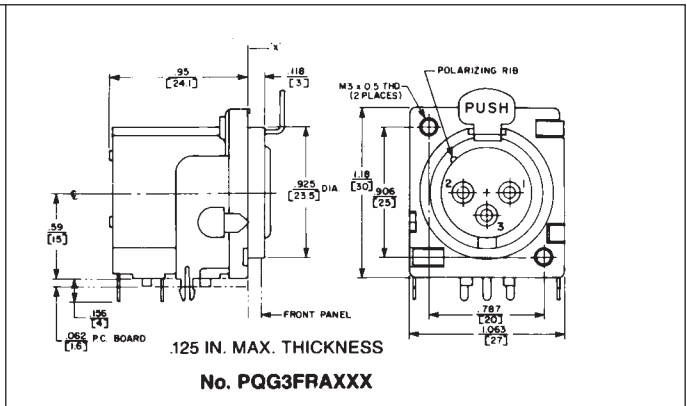 .95
[24.1]
"X"
.118
[3]
.925 DIA.
[23.5]
℄
.59
[15]
.156
[4]
.062 P.C. BOARD
[1.6]
FRONT PANEL
.125 IN. MAX. THICKNESS
No. PQG3FRAXXX
POLARIZING RIB
M3 x 0.5 THD
(2 PLACES)
PUSH
1.18
[30]
.906
[25]
2
1
3
.787
[20]
1.063
[27]